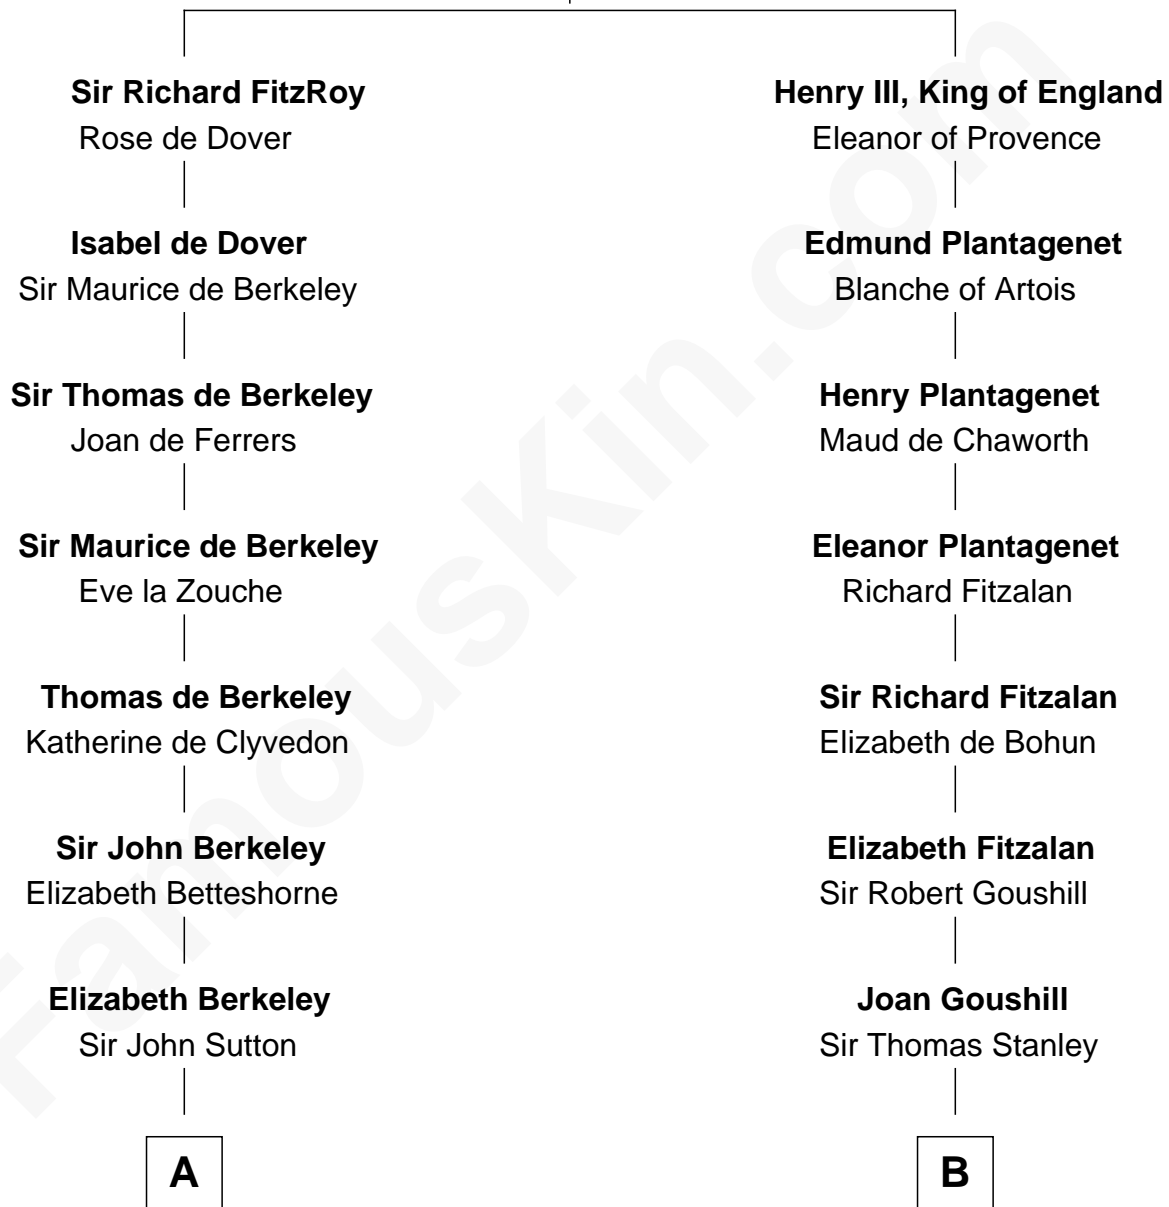 Sir Richard FitzRoy
Rose de Dover
Isabel de Dover
Sir Maurice de Berkeley
Sir Thomas de Berkeley
Joan de Ferrers
Sir Maurice de Berkeley
Eve la Zouche
Thomas de Berkeley
Katherine de Clyvedon
Sir John Berkeley
Elizabeth Betteshorne
Elizabeth Berkeley
Sir John Sutton
A
Henry III, King of England
Eleanor of Provence
Edmund Plantagenet
Blanche of Artois
Henry Plantagenet
Maud de Chaworth
Eleanor Plantagenet
Richard Fitzalan
Sir Richard Fitzalan
Elizabeth de Bohun
Elizabeth Fitzalan
Sir Robert Goushill
Joan Goushill
Sir Thomas Stanley
B
FamousKin.com